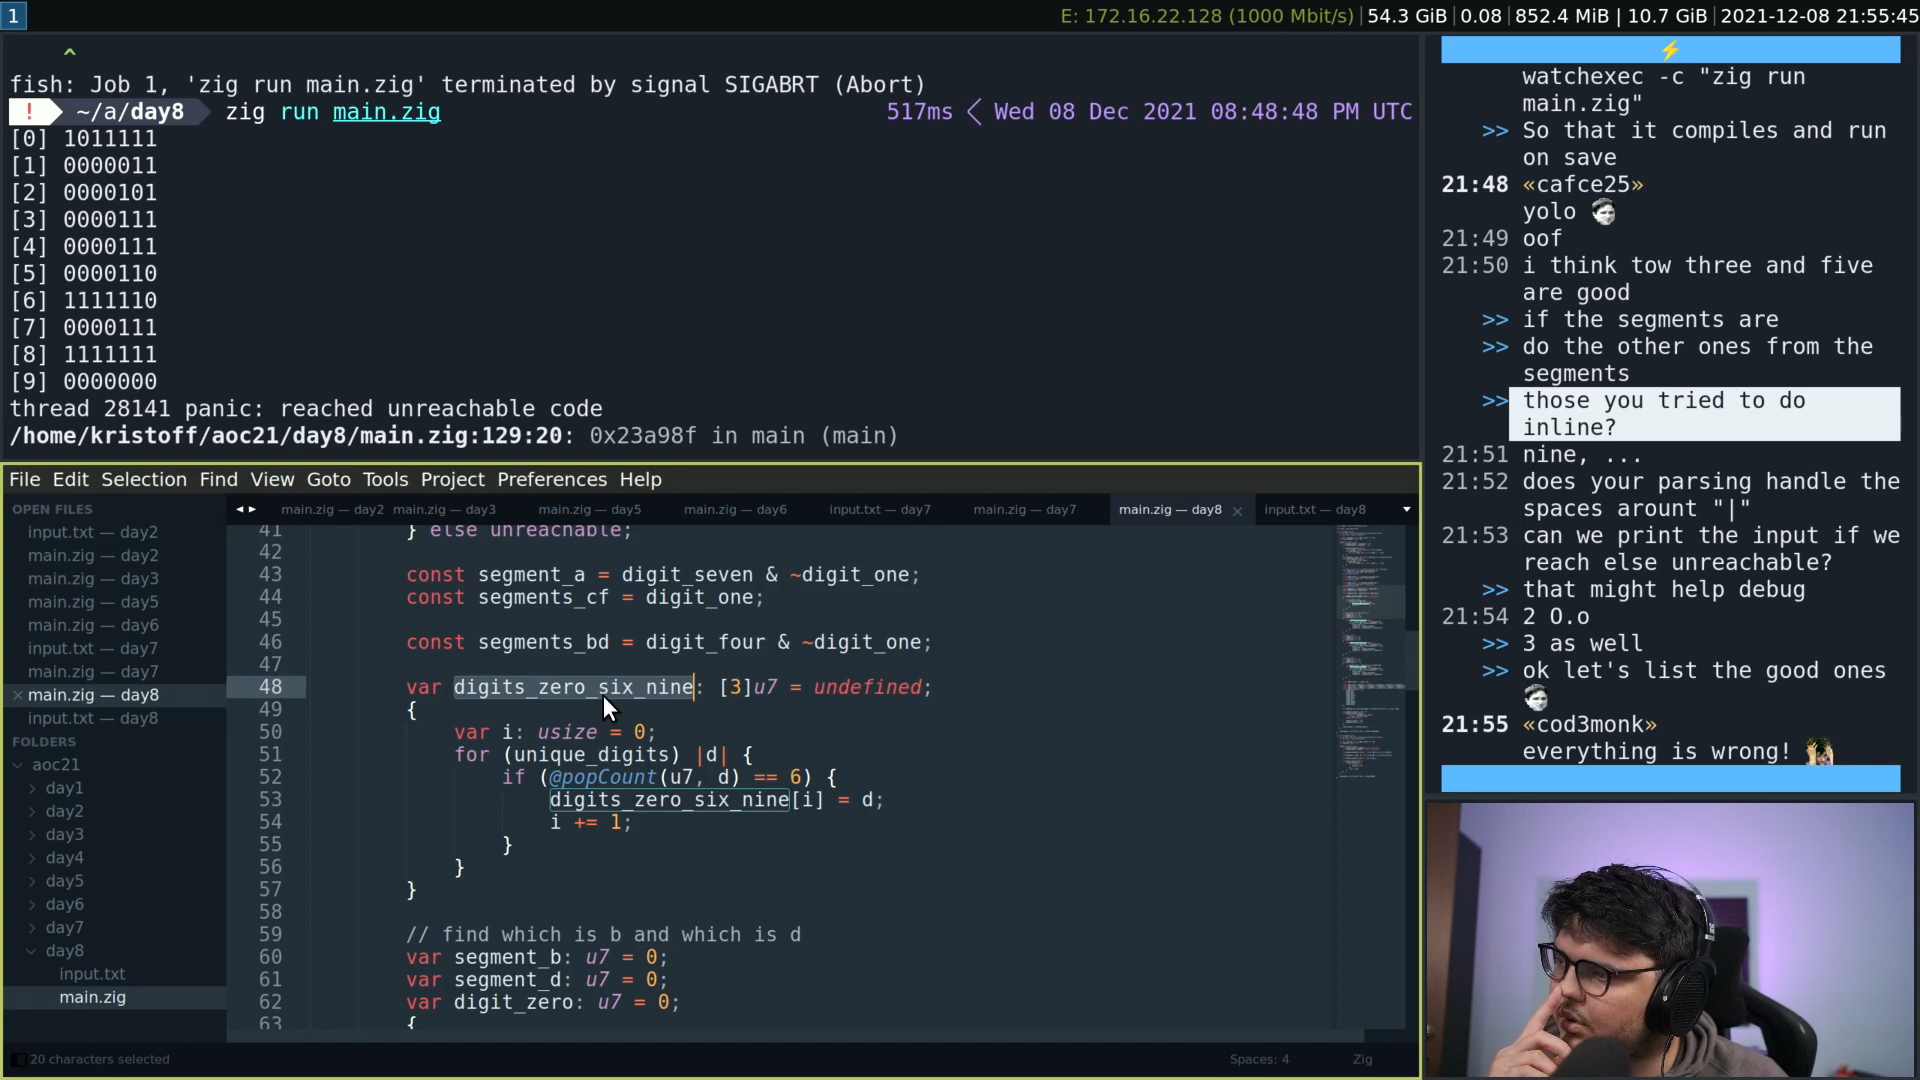 1
E: 172.16.22.128 (1000 Mbit/s) | 54.3 GiB | 0.08 | 852.4 MiB | 10.7 GiB | 2021-12-08 21:55:45
^
fish: Job 1, 'zig run main.zig' terminated by signal SIGABRT (Abort)
! ~/a/day8 zig run main.zig 517ms Wed 08 Dec 2021 08:48:48 PM UTC
[0] 1011111
[1] 0000011
[2] 0000101
[3] 0000111
[4] 0000111
[5] 0000110
[6] 1111110
[7] 0000111
[8] 1111111
[9] 0000000
thread 28141 panic: reached unreachable code
/home/kristoff/aoc21/day8/main.zig:129:20: 0x23a98f in main (main)
File Edit Selection Find View Goto Tools Project Preferences Help
OPEN FILES
input.txt — day2
main.zig — day2
main.zig — day3
main.zig — day5
main.zig — day6
input.txt — day7
main.zig — day7
main.zig — day8
input.txt — day8
FOLDERS
aoc21
day1
day2
day3
day4
day5
day6
day7
day8
input.txt
main.zig
main.zig — day2 main.zig — day3 main.zig — day5 main.zig — day6 input.txt — day7 main.zig — day7 main.zig — day8 input.txt — day8
41 } else unreachable;
42
43 const segment_a = digit_seven & ~digit_one;
44 const segments_cf = digit_one;
45
46 const segments_bd = digit_four & ~digit_one;
47
48 var digits_zero_six_nine: [3]u7 = undefined;
49 {
50 var i: usize = 0;
51 for (unique_digits) |d| {
52 if (@popCount(u7, d) == 6) {
53 digits_zero_six_nine[i] = d;
54 i += 1;
55 }
56 }
57 }
58
59 // find which is b and which is d
60 var segment_b: u7 = 0;
61 var segment_d: u7 = 0;
62 var digit_zero: u7 = 0;
63 {
20 characters selected
Spaces: 4 Zig
watchexec -c "zig run
main.zig"
>> So that it compiles and run
on save
21:48 «cafce25»
yolo
21:49 oof
21:50 i think tow three and five
are good
>> if the segments are
>> do the other ones from the
segments
>> those you tried to do
inline?
21:51 nine, ...
21:52 does your parsing handle the
spaces arount "|"
21:53 can we print the input if we
reach else unreachable?
>> that might help debug
21:54 2 O.o
>> 3 as well
>> ok let's list the good ones
21:55 «cod3monk»
everything is wrong!